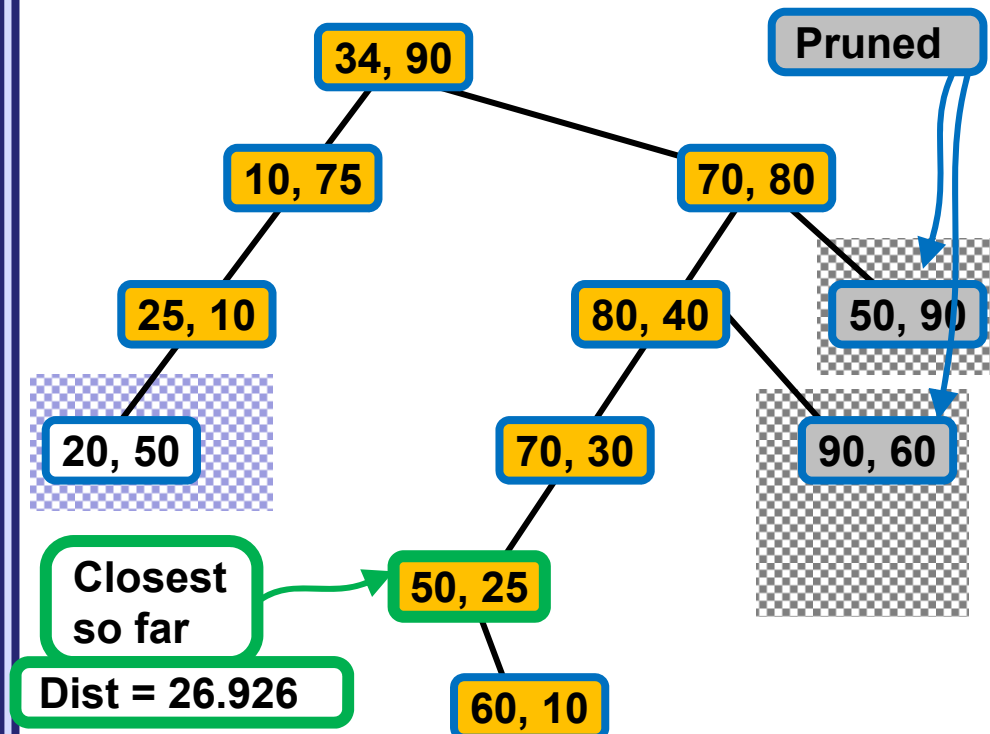 34, 90
Pruned
10, 75
70, 80
25, 10
80, 40
50, 90
20, 50
70, 30
90, 60
Closest
so far
50, 25
Dist = 26.926
60, 10